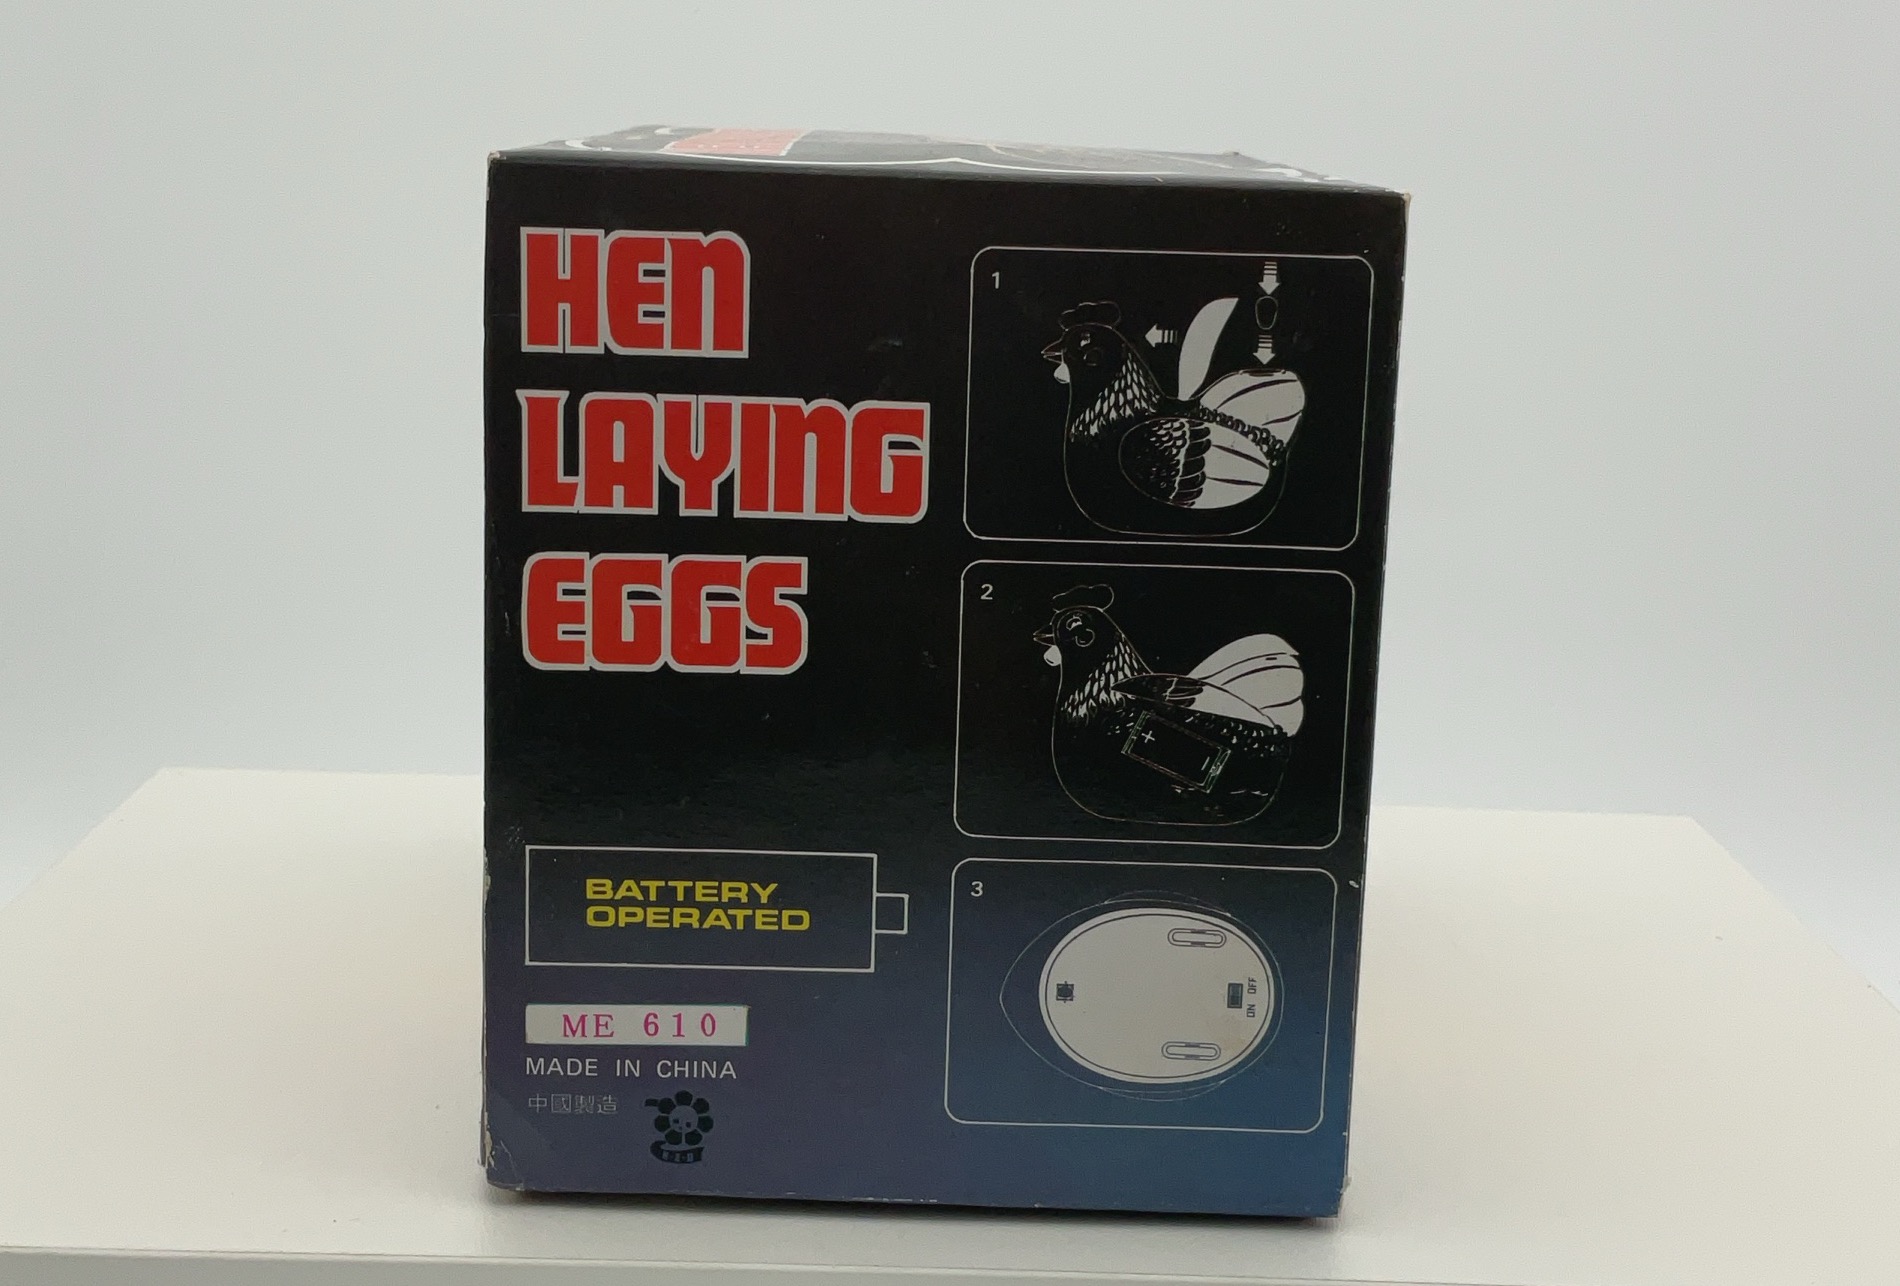 HEN
LAYING
EGGS
BATTERY
OPERATED
ME 610
MADE IN CHINA
中國製造
1
2
+
-
3
OFF
ON